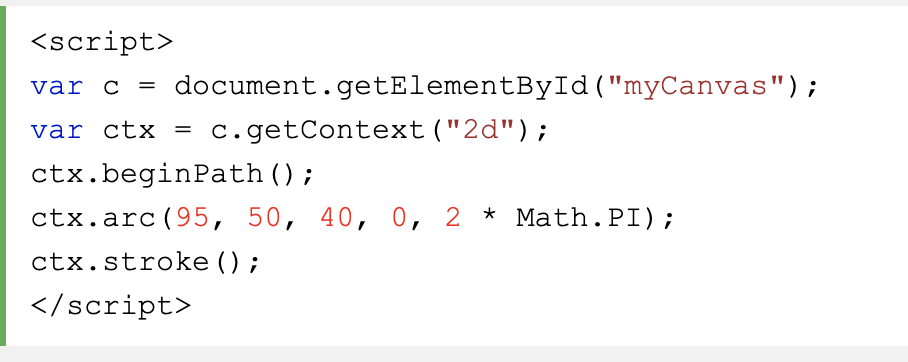 <script>
var c = document.getElementById("myCanvas");
var ctx = c.getContext("2d");
ctx.beginPath();
ctx.arc(95, 50, 40, 0, 2 * Math.PI);
ctx.stroke();
</script>